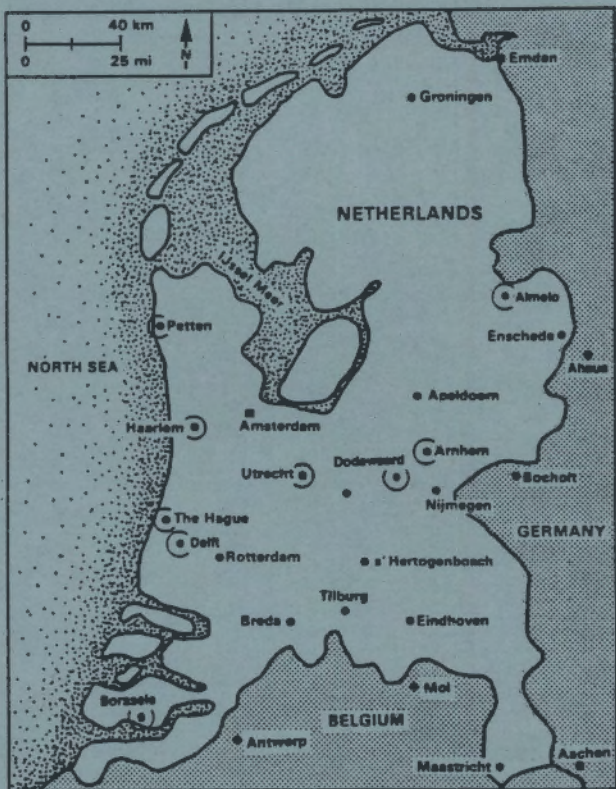 0 40 km
0 25 mi
N
Emden
Groningen
NETHERLANDS
IJssel Meer
Almelo
Petten
Enschede
NORTH SEA
Ahaus
Apeldoorn
Haarlem
Amsterdam
Arnhem
Utrecht
Dodewaard
Bocholt
Nijmegen
The Hague
GERMANY
Delft
Rotterdam
s'Hertogenbosch
Tilburg
Breda
Eindhoven
Mol
Borssele
BELGIUM
Antwerp
Maastricht
Aachen